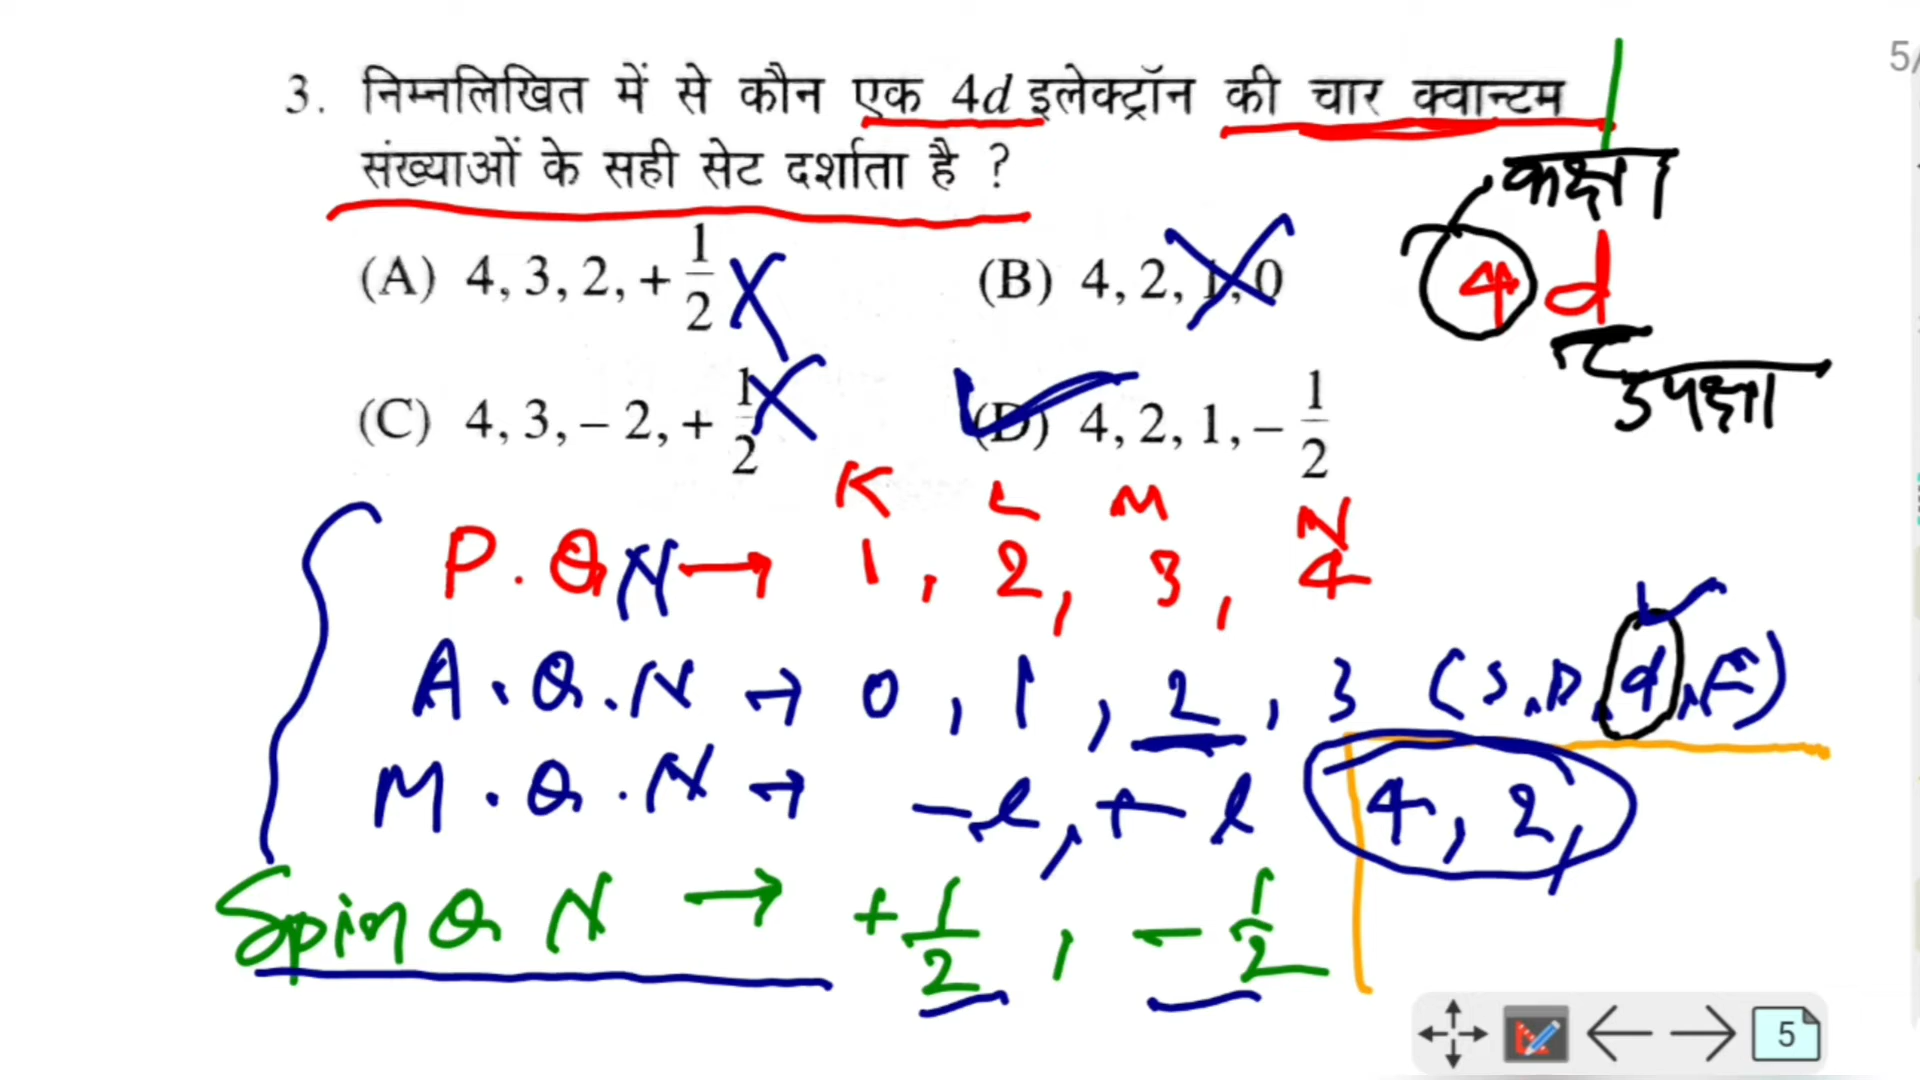 5/
3. निम्नलिखित में से कौन एक 4d इलेक्ट्रॉन की चार क्वान्टम
संख्याओं के सही सेट दर्शाता है ?
कक्षा
4 d
उपक्षा
(A) 4, 3, 2, + 1/2 (B) 4, 2, 1, 0
(C) 4, 3, – 2, + 1/2 (D) 4, 2, 1, – 1/2
K L M N
P. Q N → 1, 2, 3, 4
A. Q. N → 0, 1, 2, 3 (s, p, d, F)
M. Q. N → -l, + l 4, 2,
Spin Q N → + 1/2, - 1/2
5